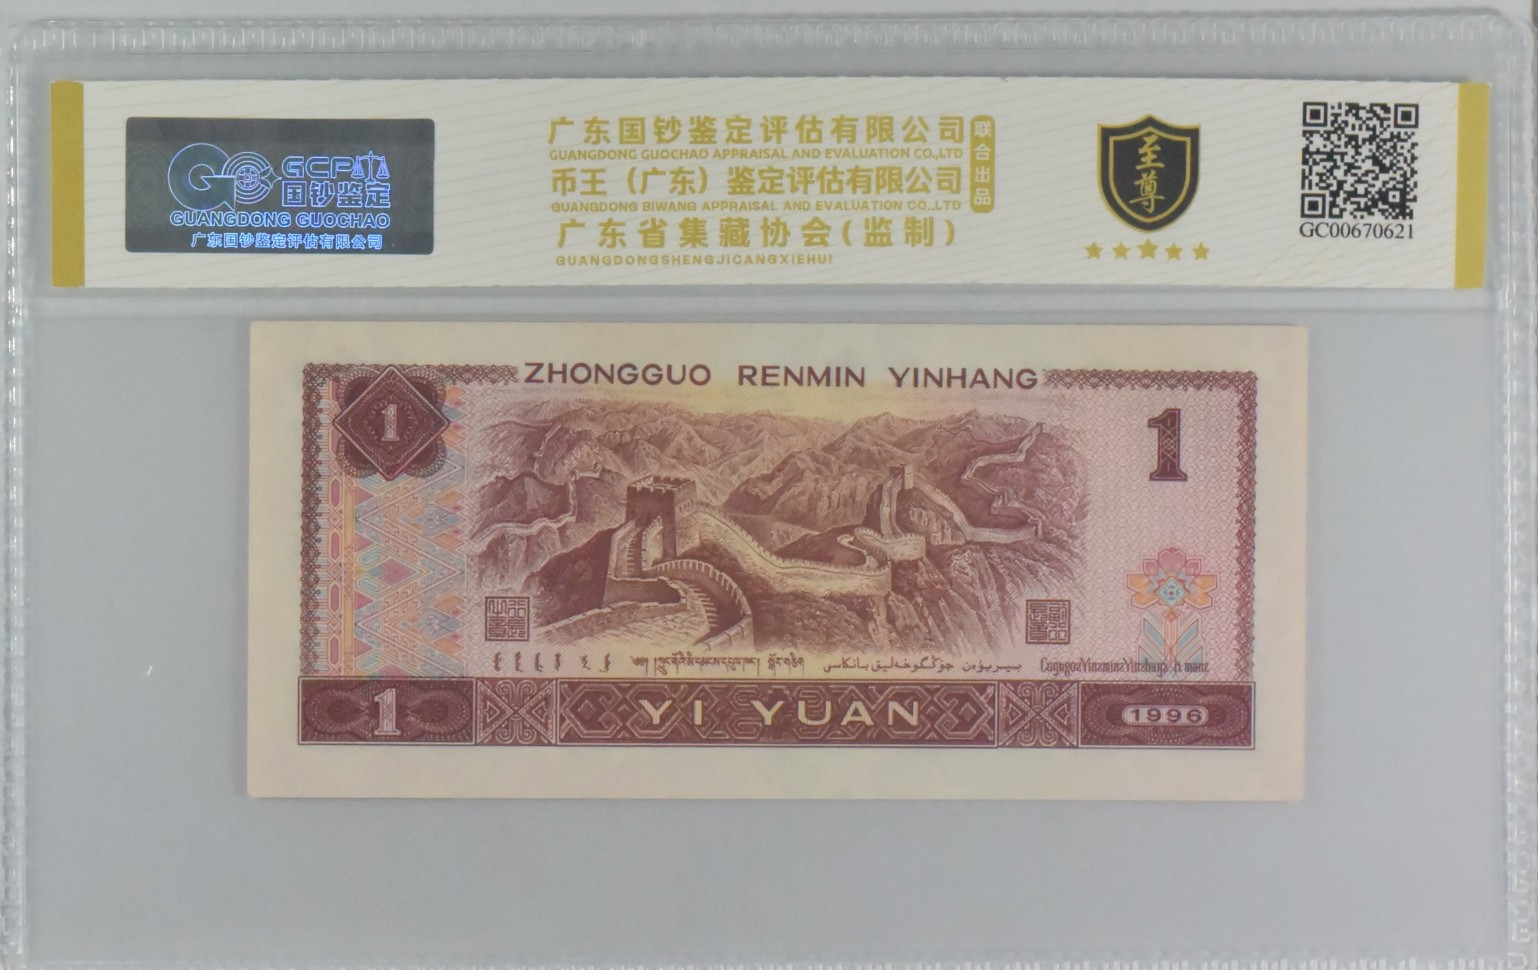 GCP
国钞鉴定
GUANGDONG GUOCHAO
广东国钞鉴定评估有限公司
广东国钞鉴定评估有限公司
GUANGDONG GUOCHAO APPRAISAL AND EVALUATION CO.,LTD
币王（广东）鉴定评估有限公司
GUANGDONG BIWANG APPRAISAL AND EVALUATION CO.,LTD
广东省集藏协会(监制)
GUANGDONGSHENGJICANGXIEHUI
联合出品
至尊
GC00670621
ZHONGGUO RENMIN YINHANG
1
1
1
YI YUAN
1996